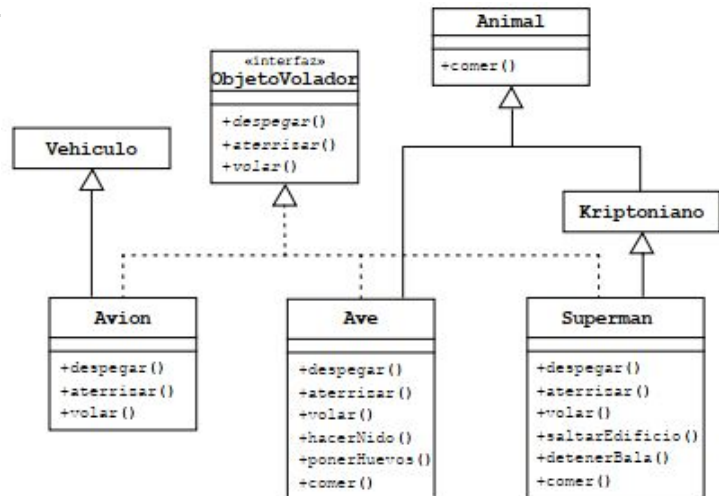 Animal
+comer()
«interfaz»
ObjetoVolador
+despegar()
+aterrizar()
+volar()
Vehiculo
Kriptoniano
Avion
+despegar()
+aterrizar()
+volar()
Ave
+despegar()
+aterrizar()
+volar()
+hacerNido()
+ponerHuevos()
+comer()
Superman
+despegar()
+aterrizar()
+volar()
+saltarEdificio()
+detenerBala()
+comer()